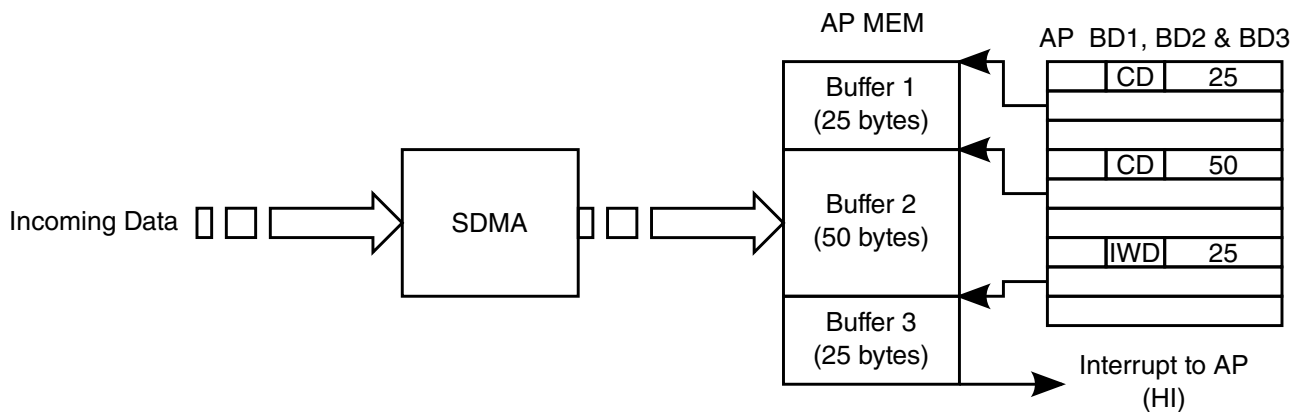 AP MEM
AP BD1, BD2 & BD3
Buffer 1
(25 bytes)
CD 25
Incoming Data
SDMA
Buffer 2
(50 bytes)
CD 50
IWD 25
Buffer 3
(25 bytes)
Interrupt to AP
(HI)